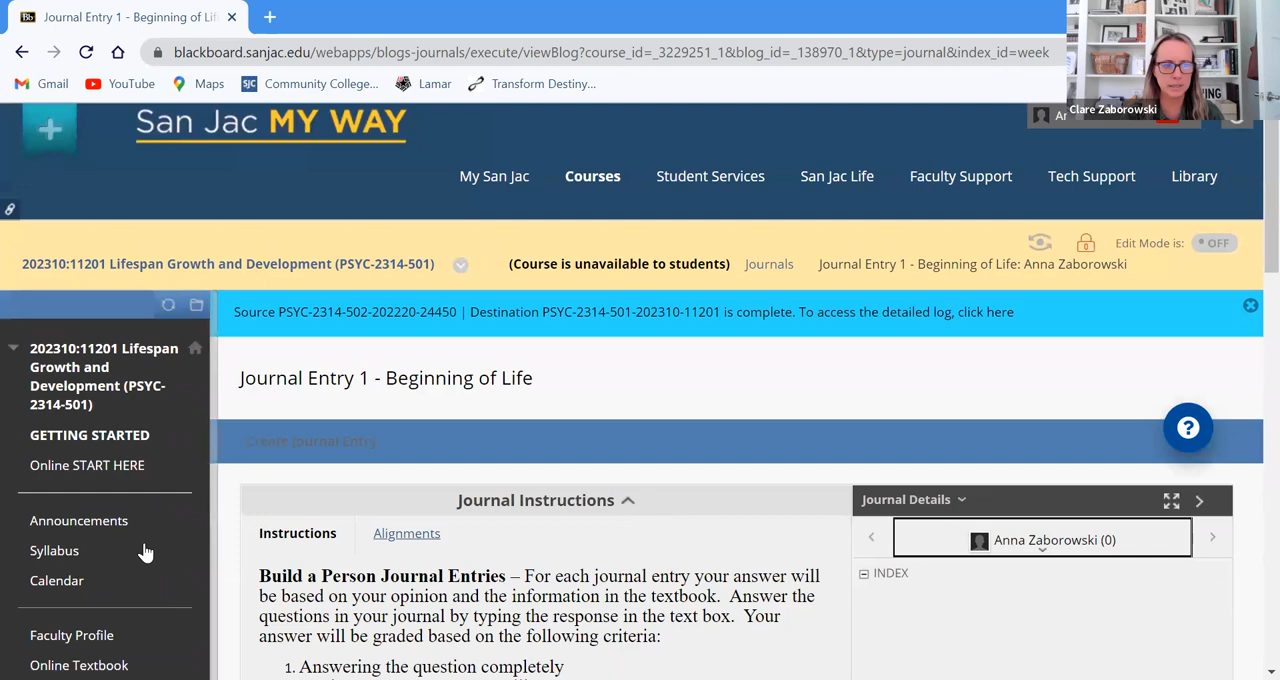 Bb Journal Entry 1 - Beginning of Lif
blackboard.sanjac.edu/webapps/blogs-journals/execute/viewBlog?course_id=_3229251_1&blog_id=_138970_1&type=journal&index_id=week
Gmail YouTube Maps SJC Community College... Lamar Transform Destiny...
Clare Zaborowski
San Jac MY WAY
My San Jac Courses Student Services San Jac Life Faculty Support Tech Support Library
Edit Mode is: OFF
202310:11201 Lifespan Growth and Development (PSYC-2314-501) (Course is unavailable to students) Journals Journal Entry 1 - Beginning of Life: Anna Zaborowski
Source PSYC-2314-502-202220-24450 | Destination PSYC-2314-501-202310-11201 is complete. To access the detailed log, click here
202310:11201 Lifespan
Growth and
Development (PSYC-
2314-501)
GETTING STARTED
Online START HERE
Announcements
Syllabus
Calendar
Faculty Profile
Online Textbook
Journal Entry 1 - Beginning of Life
Create Journal Entry
?
Journal Instructions
Instructions Alignments
Build a Person Journal Entries – For each journal entry your answer will
be based on your opinion and the information in the textbook. Answer the
questions in your journal by typing the response in the text box. Your
answer will be graded based on the following criteria:
1. Answering the question completely
Journal Details
Anna Zaborowski (0)
INDEX